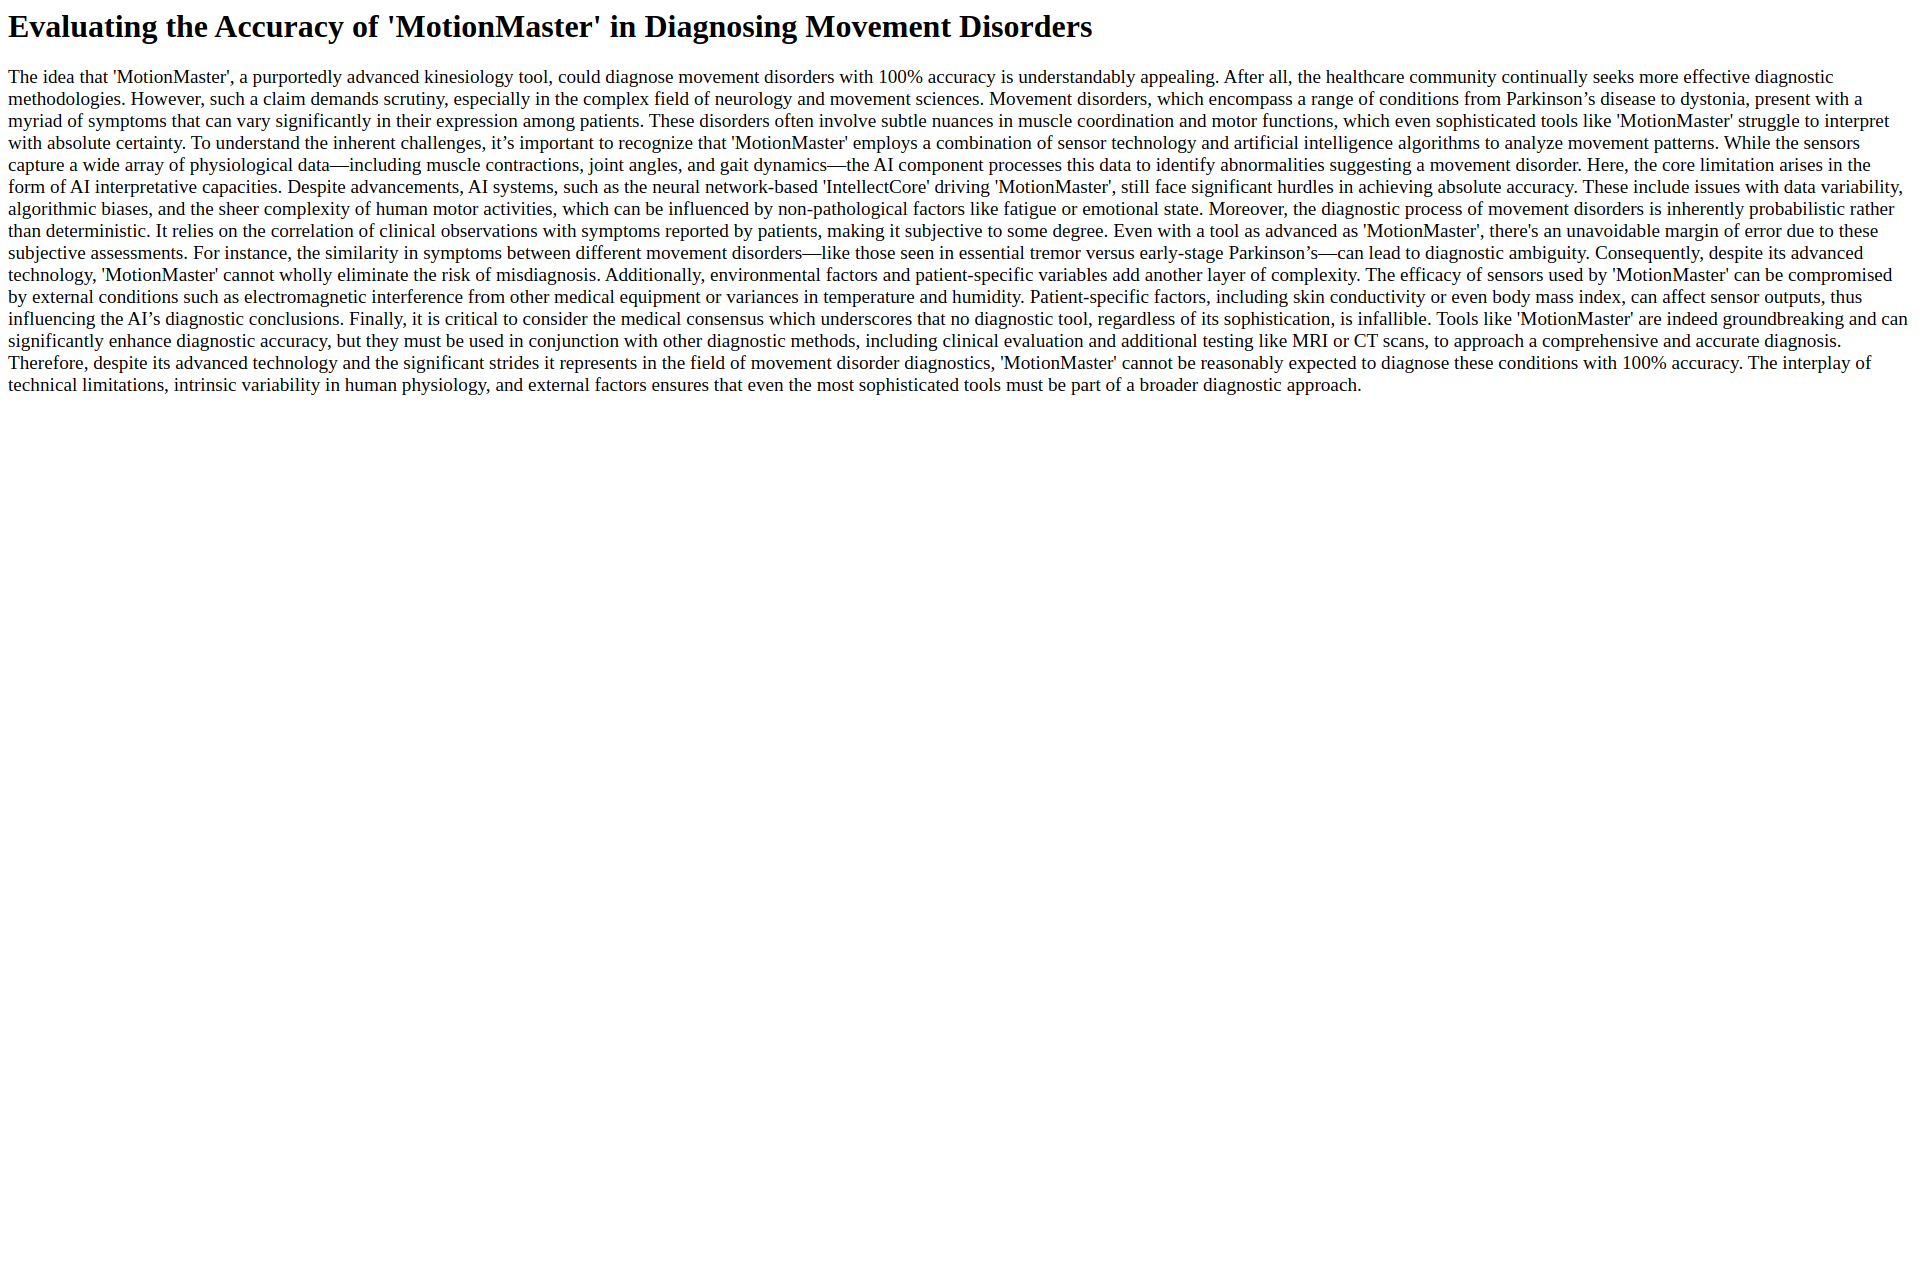 Evaluating the Accuracy of 'MotionMaster' in Diagnosing Movement Disorders
The idea that 'MotionMaster', a purportedly advanced kinesiology tool, could diagnose movement disorders with 100% accuracy is understandably appealing. After all, the healthcare community continually seeks more effective diagnostic
methodologies. However, such a claim demands scrutiny, especially in the complex field of neurology and movement sciences. Movement disorders, which encompass a range of conditions from Parkinson’s disease to dystonia, present with a
myriad of symptoms that can vary significantly in their expression among patients. These disorders often involve subtle nuances in muscle coordination and motor functions, which even sophisticated tools like 'MotionMaster' struggle to interpret
with absolute certainty. To understand the inherent challenges, it’s important to recognize that 'MotionMaster' employs a combination of sensor technology and artificial intelligence algorithms to analyze movement patterns. While the sensors
capture a wide array of physiological data—including muscle contractions, joint angles, and gait dynamics—the AI component processes this data to identify abnormalities suggesting a movement disorder. Here, the core limitation arises in the
form of AI interpretative capacities. Despite advancements, AI systems, such as the neural network-based 'IntellectCore' driving 'MotionMaster', still face significant hurdles in achieving absolute accuracy. These include issues with data variability,
algorithmic biases, and the sheer complexity of human motor activities, which can be influenced by non-pathological factors like fatigue or emotional state. Moreover, the diagnostic process of movement disorders is inherently probabilistic rather
than deterministic. It relies on the correlation of clinical observations with symptoms reported by patients, making it subjective to some degree. Even with a tool as advanced as 'MotionMaster', there's an unavoidable margin of error due to these
subjective assessments. For instance, the similarity in symptoms between different movement disorders—like those seen in essential tremor versus early-stage Parkinson’s—can lead to diagnostic ambiguity. Consequently, despite its advanced
technology, 'MotionMaster' cannot wholly eliminate the risk of misdiagnosis. Additionally, environmental factors and patient-specific variables add another layer of complexity. The efficacy of sensors used by 'MotionMaster' can be compromised
by external conditions such as electromagnetic interference from other medical equipment or variances in temperature and humidity. Patient-specific factors, including skin conductivity or even body mass index, can affect sensor outputs, thus
influencing the AI’s diagnostic conclusions. Finally, it is critical to consider the medical consensus which underscores that no diagnostic tool, regardless of its sophistication, is infallible. Tools like 'MotionMaster' are indeed groundbreaking and can
significantly enhance diagnostic accuracy, but they must be used in conjunction with other diagnostic methods, including clinical evaluation and additional testing like MRI or CT scans, to approach a comprehensive and accurate diagnosis.
Therefore, despite its advanced technology and the significant strides it represents in the field of movement disorder diagnostics, 'MotionMaster' cannot be reasonably expected to diagnose these conditions with 100% accuracy. The interplay of
technical limitations, intrinsic variability in human physiology, and external factors ensures that even the most sophisticated tools must be part of a broader diagnostic approach.